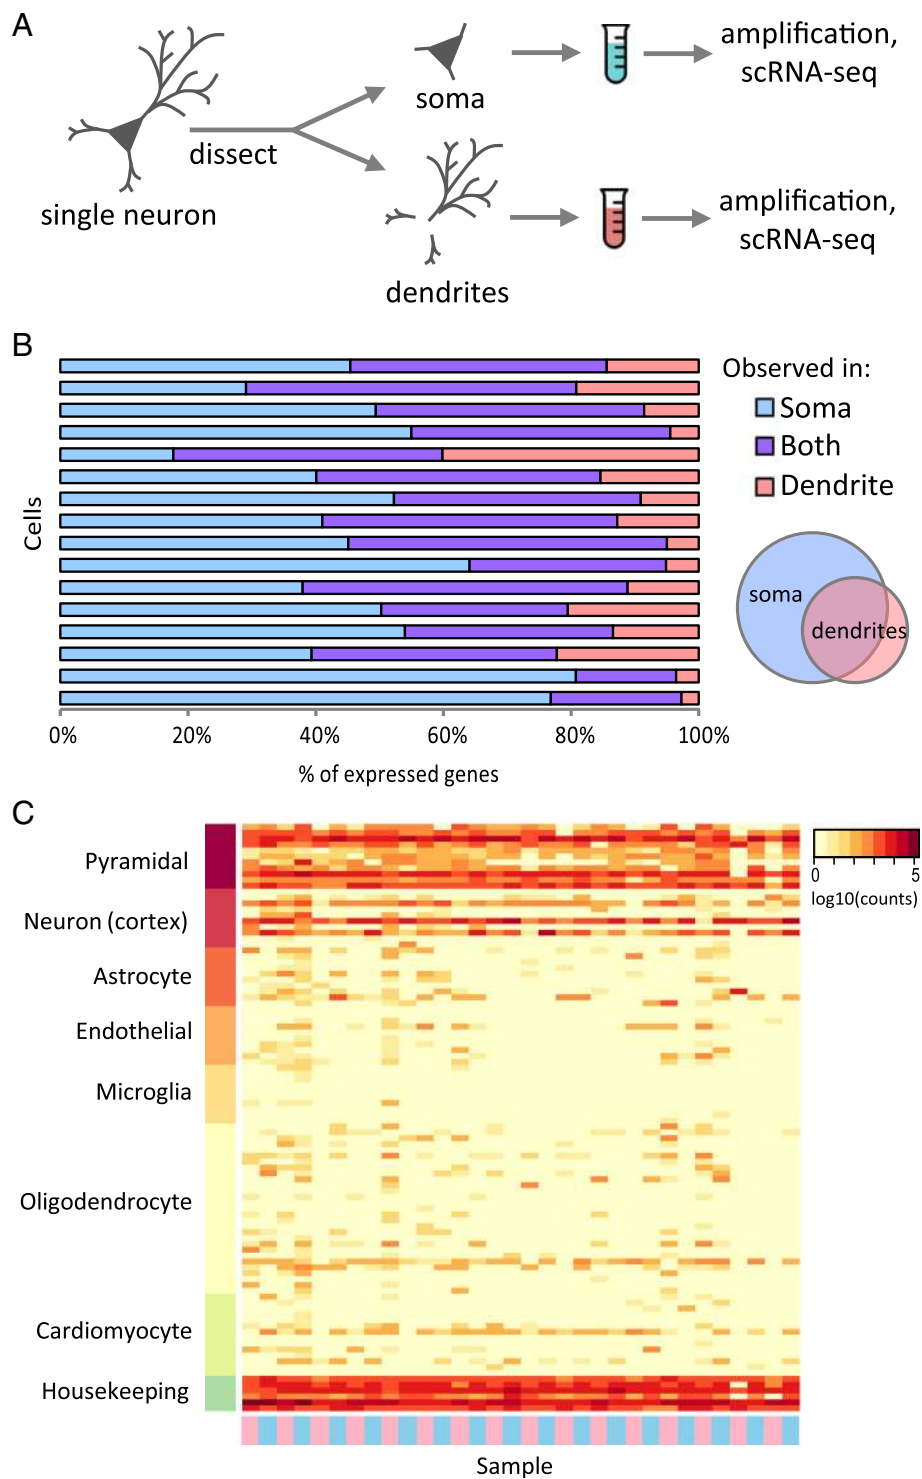 A
single neuron
dissect
soma
dendrites
amplification,
scRNA-seq
amplification,
scRNA-seq
B
Cells
0%
20%
40%
60%
80%
100%
% of expressed genes
Observed in:
Soma
Both
Dendrite
soma
dendrites
C
Pyramidal
Neuron (cortex)
Astrocyte
Endothelial
Microglia
Oligodendrocyte
Cardiomyocyte
Housekeeping
Sample
0
5
log10(counts)